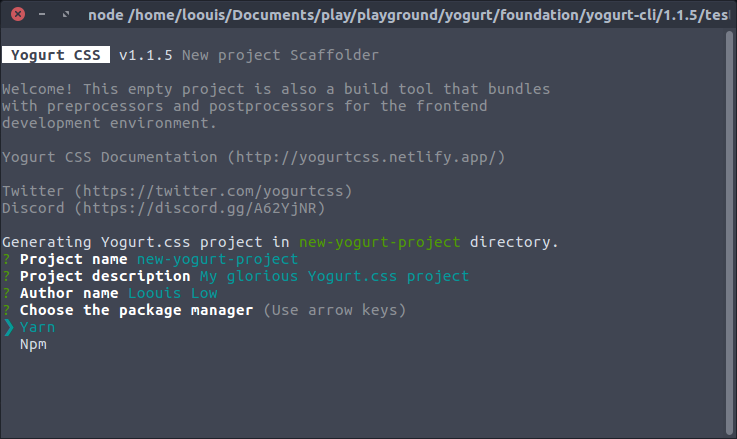 node /home/loouis/Documents/play/playground/yogurt/foundation/yogurt-cli/1.1.5/test
Yogurt CSS v1.1.5 New project Scaffolder
Welcome! This empty project is also a build tool that bundles
with preprocessors and postprocessors for the frontend
development environment.
Yogurt CSS Documentation (http://yogurtcss.netlify.app/)
Twitter (https://twitter.com/yogurtcss)
Discord (https://discord.gg/A62YjNR)
Generating Yogurt.css project in new-yogurt-project directory.
? Project name new-yogurt-project
? Project description My glorious Yogurt.css project
? Author name Loouis Low
? Choose the package manager (Use arrow keys)
❯ Yarn
Npm